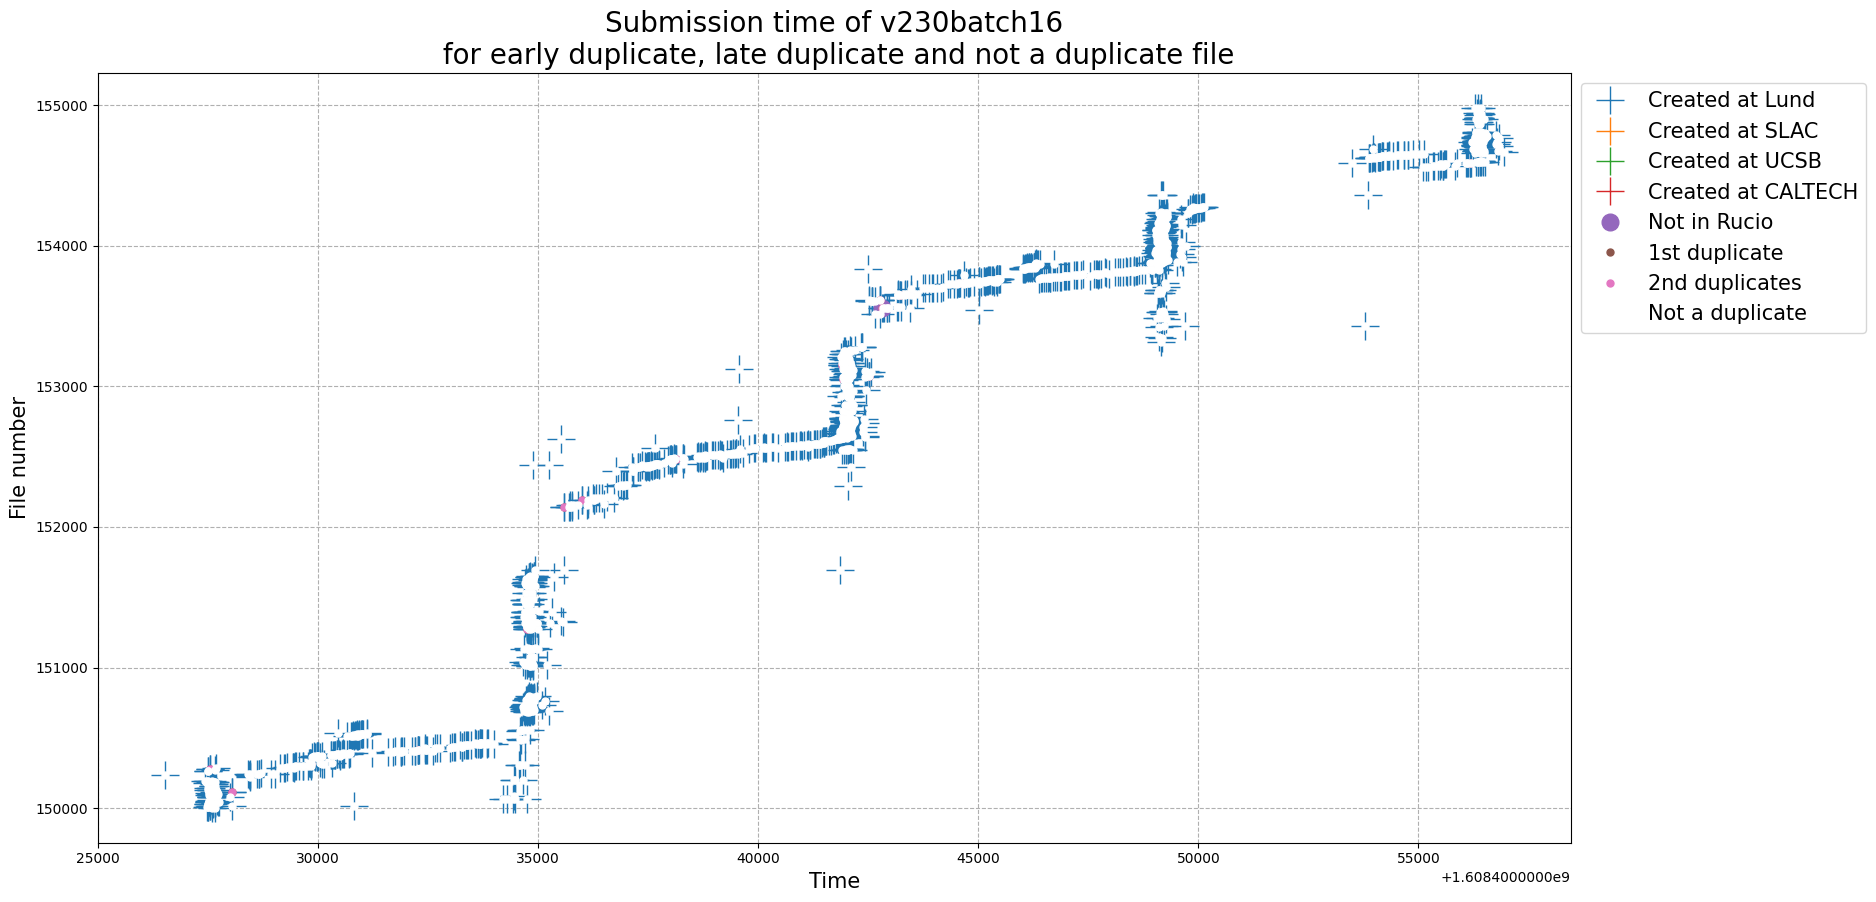 Submission time of v230batch16
for early duplicate, late duplicate and not a duplicate file
155000
154000
153000
152000
151000
150000
File number
25000
30000
35000
40000
45000
50000
55000
+1.6084000000e9
Time
Created at Lund
Created at SLAC
Created at UCSB
Created at CALTECH
Not in Rucio
1st duplicate
2nd duplicates
Not a duplicate